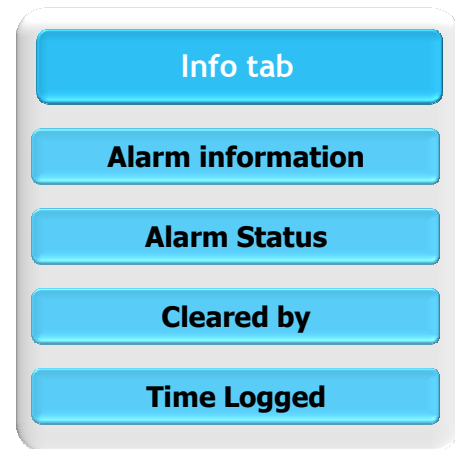 Info tab
Alarm information
Alarm Status
Cleared by
Time Logged